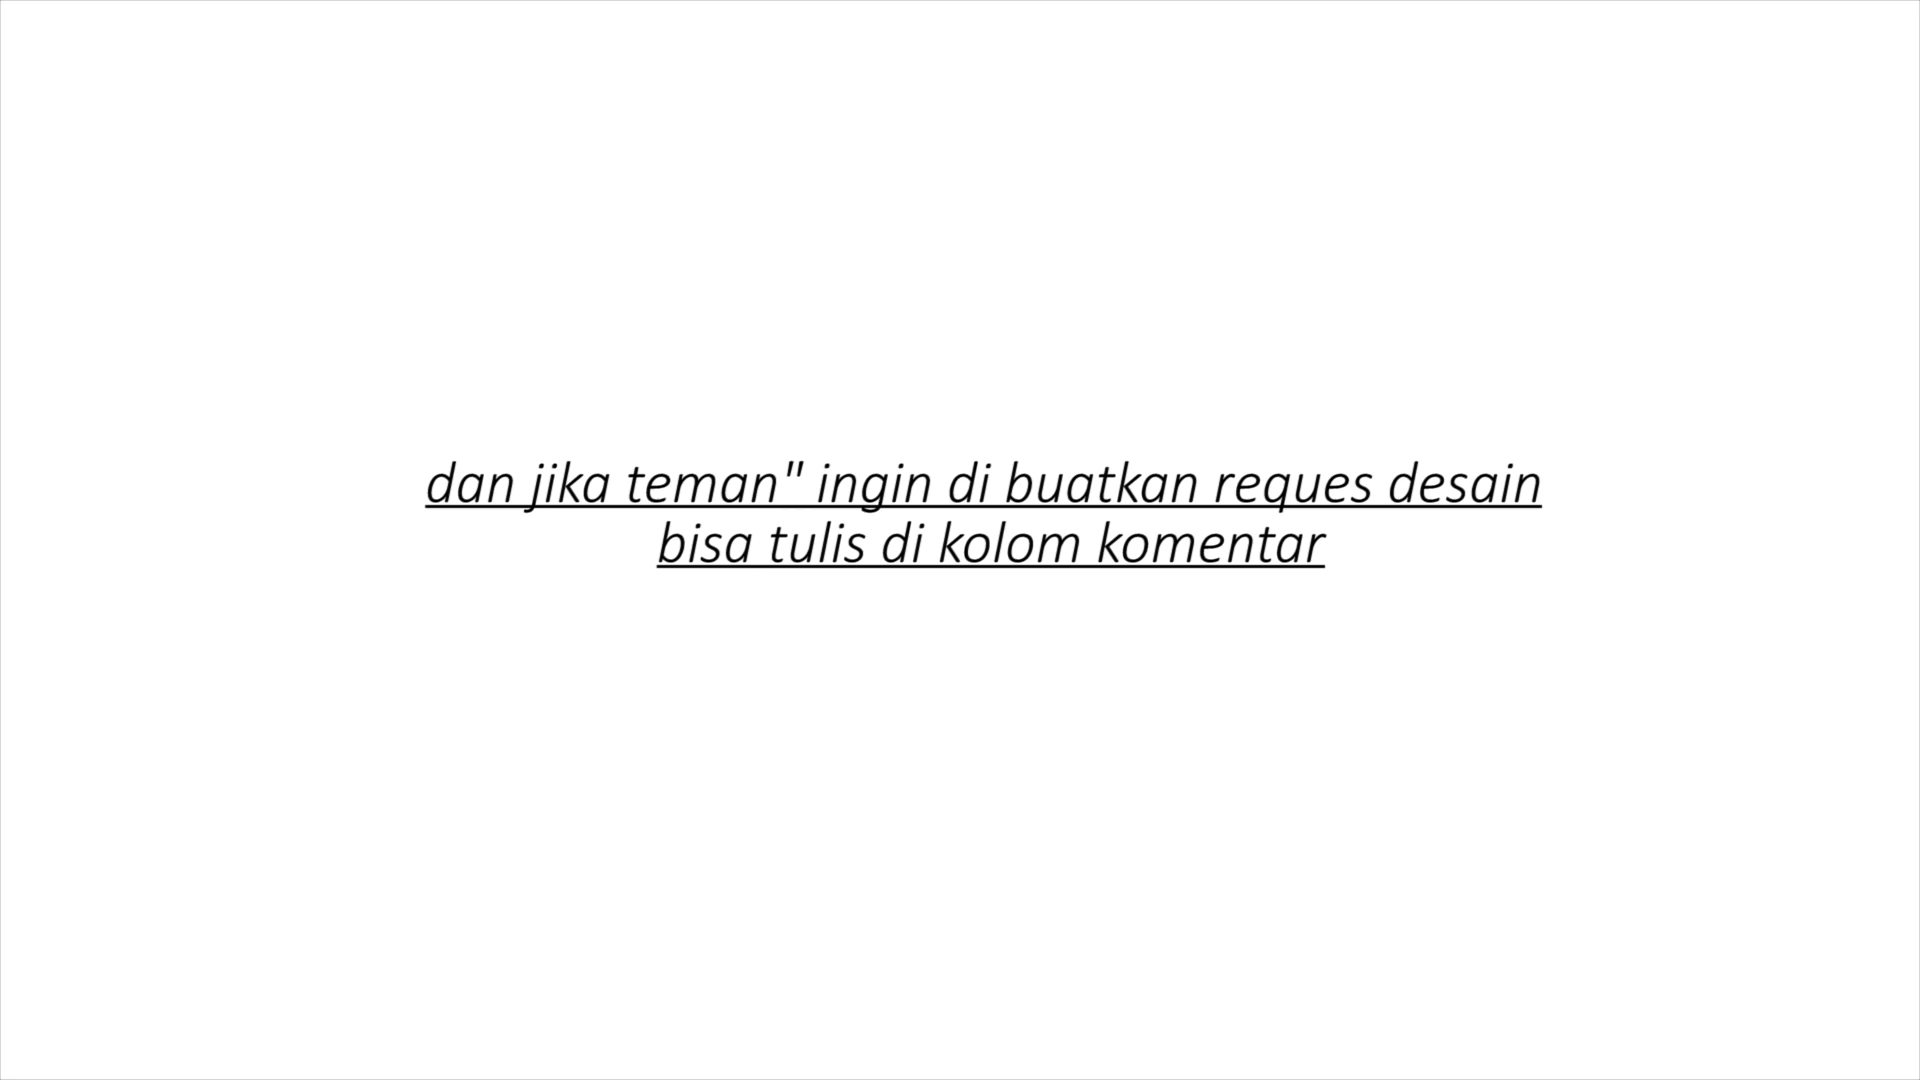 dan jika teman" ingin di buatkan reques desain
bisa tulis di kolom komentar